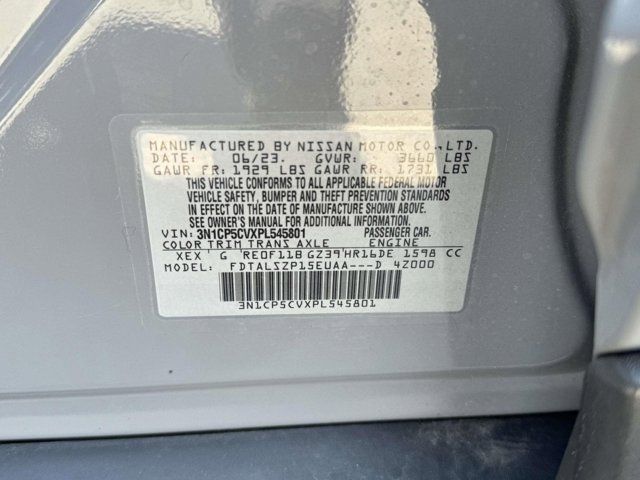 MANUFACTURED BY NISSAN MOTOR CO.,LTD.
DATE: 06/23. GVWR: 3660 LBS
GAWR FR: 1929 LBS GAWR RR: 1731 LBS
THIS VEHICLE CONFORMS TO ALL APPLICABLE FEDERAL MOTOR
VEHICLE SAFETY, BUMPER AND THEFT PREVENTION STANDARDS
IN EFFECT ON THE DATE OF MANUFACTURE SHOWN ABOVE.
SEE OWNER'S MANUAL FOR ADDITIONAL INFORMATION.
VIN: 3N1CP5CVXPL545801 PASSENGER CAR.
COLOR TRIM TRANS AXLE ENGINE
XEX G RE0F11B GZ39 HR16DE 1598 CC
MODEL: FDTALSZP15EUAA---D 4Z000
3N1CP5CVXPL545801